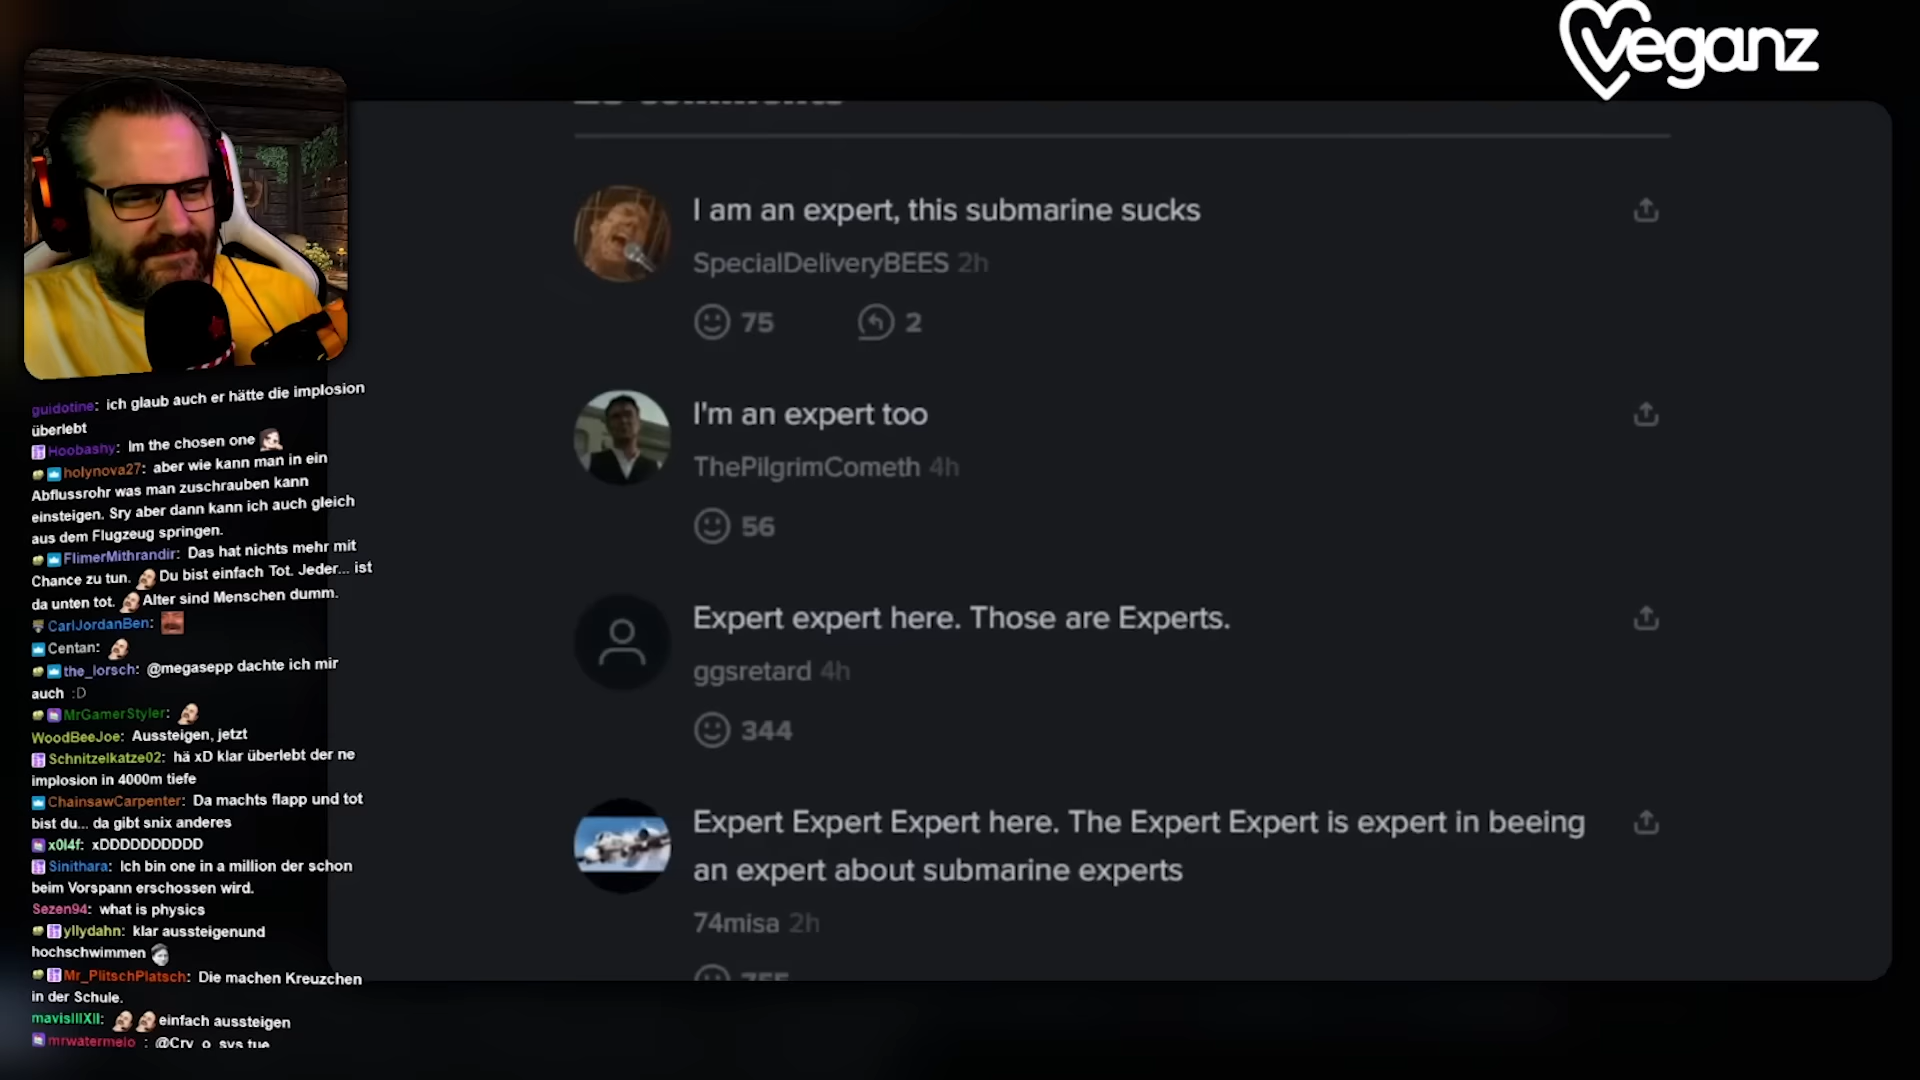 veganz
I am an expert, this submarine sucks
SpecialDeliveryBEES 2h
75 2
I'm an expert too
ThePilgrimCometh 4h
56
Expert expert here. Those are Experts.
ggsretard 4h
344
Expert Expert Expert here. The Expert Expert is expert in beeing
an expert about submarine experts
74misa 2h
guidotine: ich glaub auch er hätte die implosion
überlebt
Hoobashy: Im the chosen one
holynova27: aber wie kann man in ein
Abflussrohr was man zuschrauben kann
einsteigen. Sry aber dann kann ich auch gleich
aus dem Flugzeug springen.
FlimerMithrandir: Das hat nichts mehr mit
Chance zu tun. Du bist einfach Tot. Jeder... ist
da unten tot. Alter sind Menschen dumm.
CarlJordanBen:
Centan:
the_lorsch: @megasepp dachte ich mir
auch :D
MrGamerStyler:
WoodBeeJoe: Aussteigen, jetzt
Schnitzelkatze02: hä xD klar überlebt der ne
implosion in 4000m tiefe
ChainsawCarpenter: Da machts flapp und tot
bist du... da gibt snix anderes
x0l4f: xDDDDDDDDDD
Sinithara: Ich bin one in a million der schon
beim Vorspann erschossen wird.
Sezen94: what is physics
yllydahn: klar aussteigenund
hochschwimmen
Mr_PlitschPlatsch: Die machen Kreuzchen
in der Schule.
mavisIIIXII: einfach aussteigen
mrwatermelo :